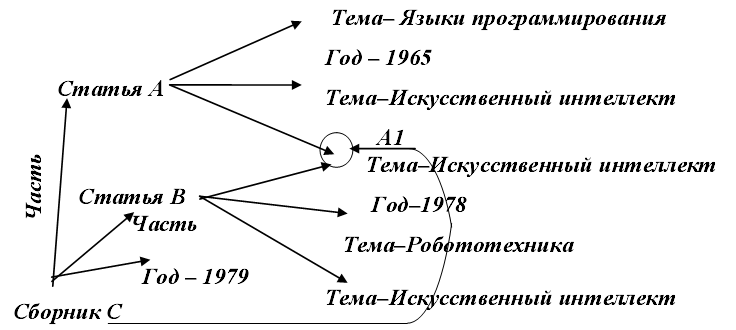 Тема– Языки программирования
Год – 1965
Статья А
Тема–Искусственный интеллект
А1
Тема–Искусственный интеллект
Часть
Статья В
Год–1978
Часть
Тема–Робототехника
Год – 1979
Тема–Искусственный интеллект
Сборник С